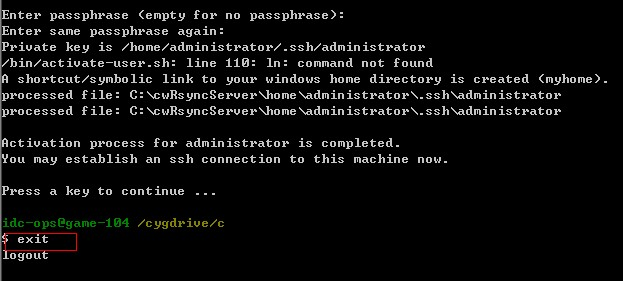 Enter passphrase (empty for no passphrase):
Enter same passphrase again:
Private key is /home/administrator/.ssh/administrator
/bin/activate-user.sh: line 110: ln: command not found
A shortcut/symbolic link to your windows home directory is created (myhome).
processed file: C:\cwRsyncServer\home\administrator\.ssh\administrator
processed file: C:\cwRsyncServer\home\administrator\.ssh\administrator
Activation process for administrator is completed.
You may establish an ssh connection to this machine now.
Press a key to continue ...
idc-ops@game-104 /cygdrive/c
$ exit
logout